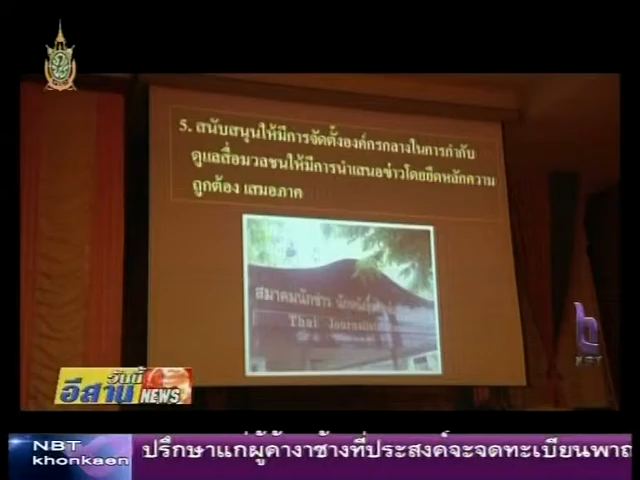 5. สนับสนุนให้มีการจัดตั้งองค์กรกลางในการกำกับ
ดูแลสื่อมวลชนให้มีการนำเสนอข่าวโดยยึดหลักความ
ถูกต้อง เสมอภาค
สมาคมนักข่าว
Thai
อีสานวันนี้
NEWS
NBT
NBT
khonkaen
ปรึกษาแก่ผู้ค้างาช้างที่ประสงค์จะจดทะเบียนพาณ